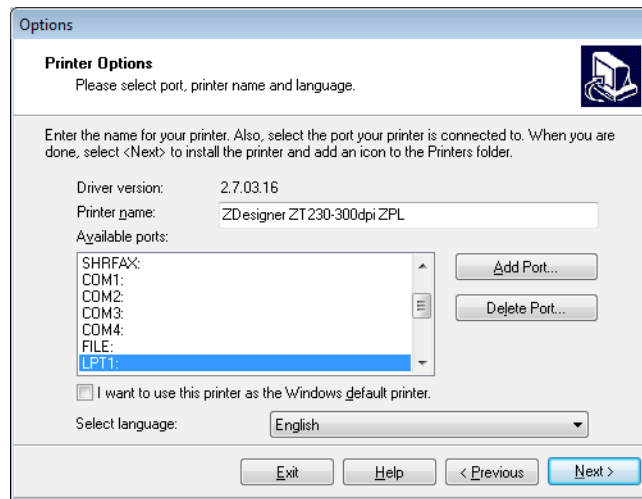 Options
Printer Options
Please select port, printer name and language.
Enter the name for your printer. Also, select the port your printer is connected to. When you are
done, select <Next> to install the printer and add an icon to the Printers folder.
Driver version: 2.7.03.16
Printer name: ZDesigner ZT230-300dpi ZPL
Available ports:
SHRFAX:
COM1:
COM2:
COM3:
COM4:
FILE:
LPT1:
Add Port...
Delete Port...
I want to use this printer as the Windows default printer.
Select language: English
Exit Help < Previous Next >